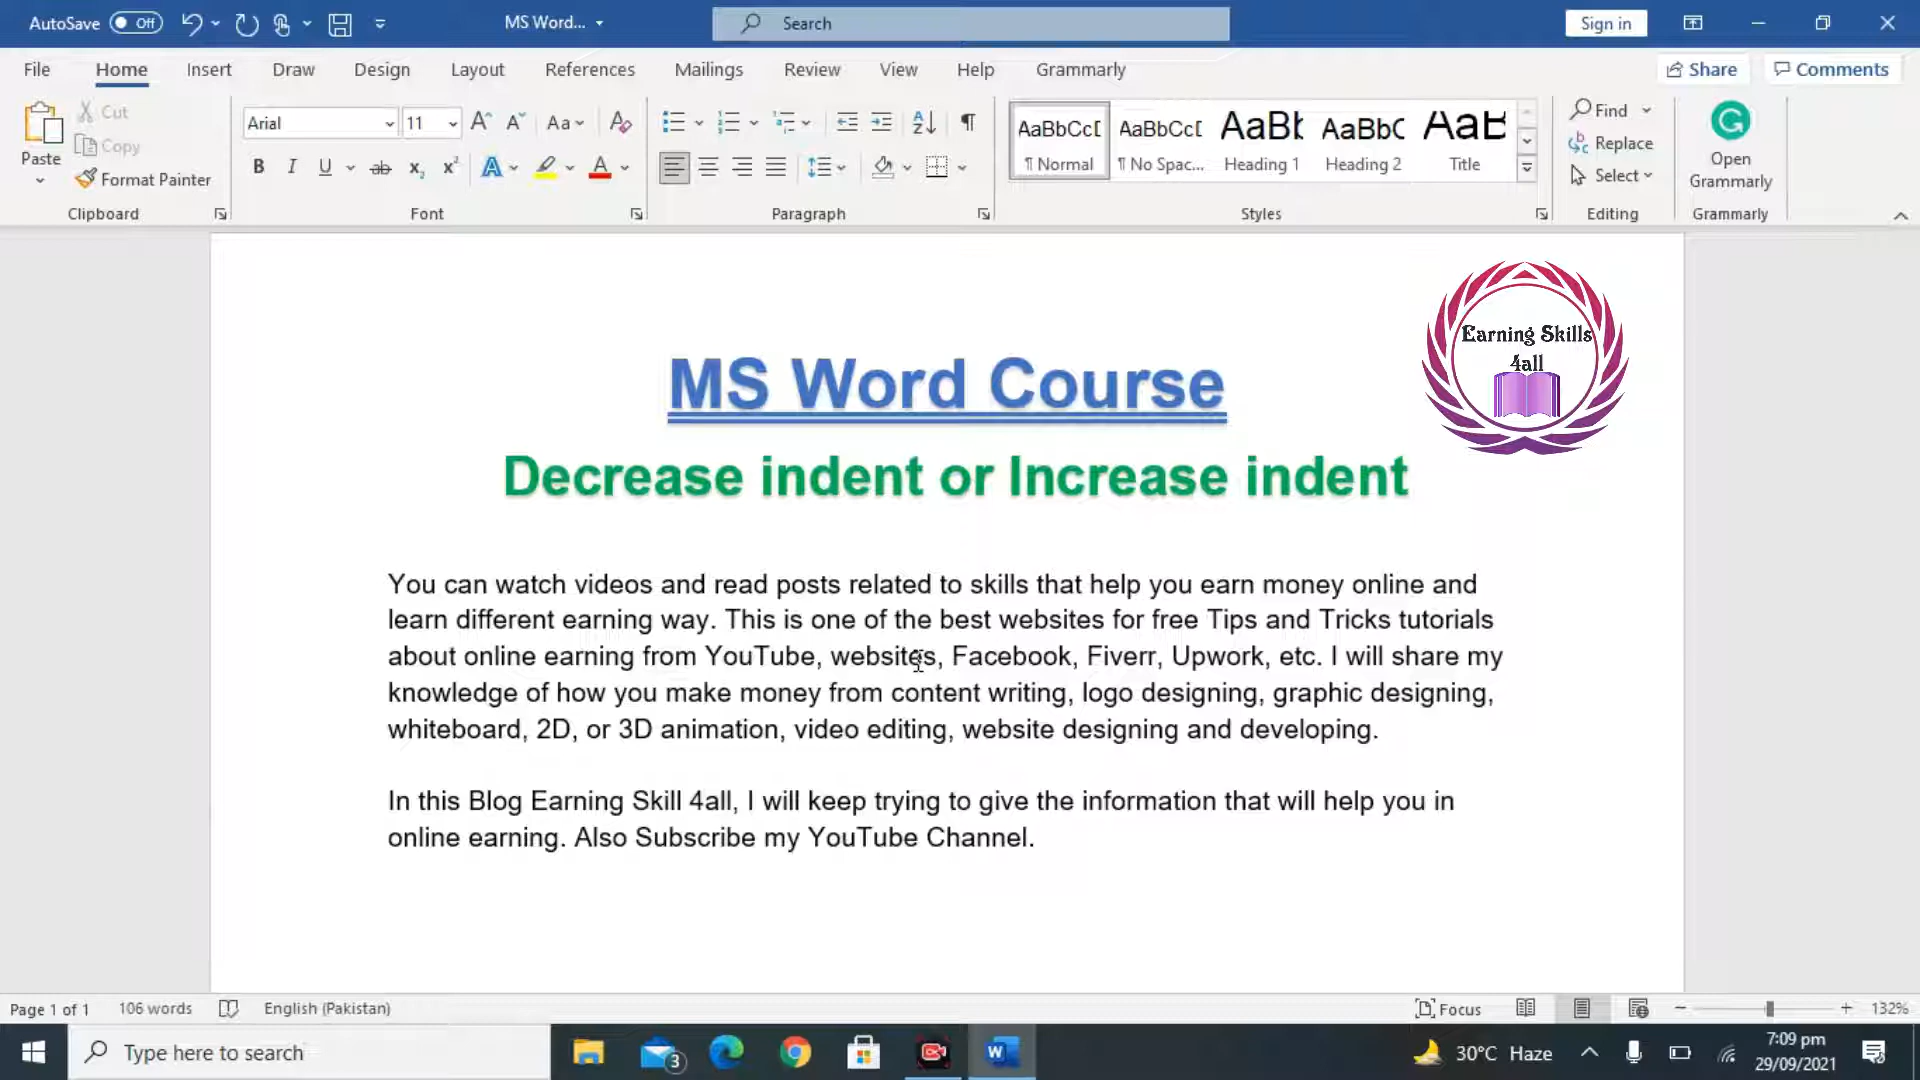 AutoSave Off MS Word... Search Sign in
File Home Insert Draw Design Layout References Mailings Review View Help Grammarly Share Comments
Paste Cut Copy Format Painter Clipboard
Arial 11 Aa
B I U ab x₂ x² A A Font
Paragraph
AaBbCcD ¶ Normal
AaBbCcD ¶ No Spac...
AaBb Heading 1
AaBbC Heading 2
AaB Title
Styles
Find
Replace
Select
Editing
Open Grammarly
Grammarly
Earning Skills
4all
MS Word Course
Decrease indent or Increase indent
You can watch videos and read posts related to skills that help you earn money online and
learn different earning way. This is one of the best websites for free Tips and Tricks tutorials
about online earning from YouTube, websites, Facebook, Fiverr, Upwork, etc. I will share my
knowledge of how you make money from content writing, logo designing, graphic designing,
whiteboard, 2D, or 3D animation, video editing, website designing and developing.
In this Blog Earning Skill 4all, I will keep trying to give the information that will help you in
online earning. Also Subscribe my YouTube Channel.
Page 1 of 1 106 words English (Pakistan) Focus 132%
Type here to search 3 30°C Haze 7:09 pm
29/09/2021